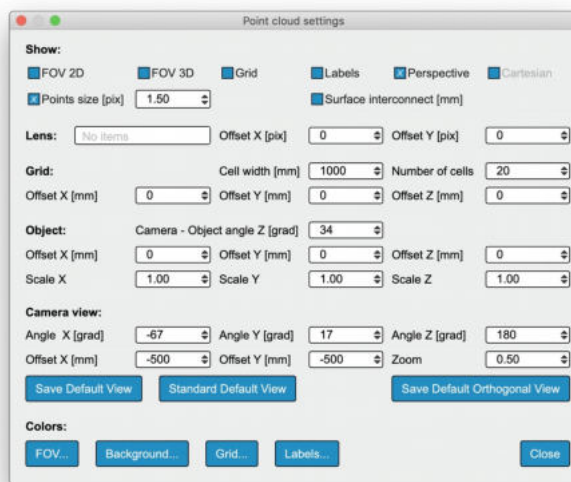 Point cloud settings
Show:
FOV 2D FOV 3D Grid Labels Perspective Cartesian
Points size [pix] 1.50 Surface interconnect [mm]
Lens: No items Offset X [pix] 0 Offset Y [pix] 0
Grid: Cell width [mm] 1000 Number of cells 20
Offset X [mm] 0 Offset Y [mm] 0 Offset Z [mm] 0
Object: Camera - Object angle Z [grad] 34
Offset X [mm] 0 Offset Y [mm] 0 Offset Z [mm] 0
Scale X 1.00 Scale Y 1.00 Scale Z 1.00
Camera view:
Angle X [grad] -67 Angle Y [grad] 17 Angle Z [grad] 180
Offset X [mm] -500 Offset Y [mm] -500 Zoom 0.50
Save Default View Standard Default View Save Default Orthogonal View
Colors:
FOV... Background... Grid... Labels... Close